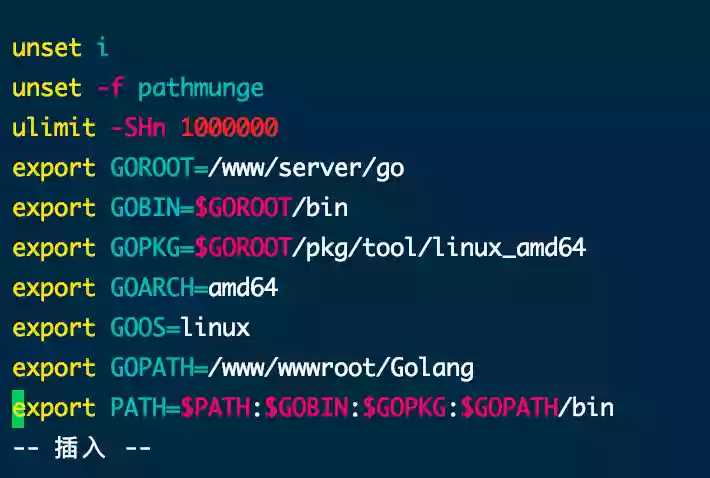 unset i
unset -f pathmunge
ulimit -SHn 1000000
export GOROOT=/www/server/go
export GOBIN=$GOROOT/bin
export GOPKG=$GOROOT/pkg/tool/linux_amd64
export GOARCH=amd64
export GOOS=linux
export GOPATH=/www/wwwroot/Golang
export PATH=$PATH:$GOBIN:$GOPKG:$GOPATH/bin
-- 插入 --